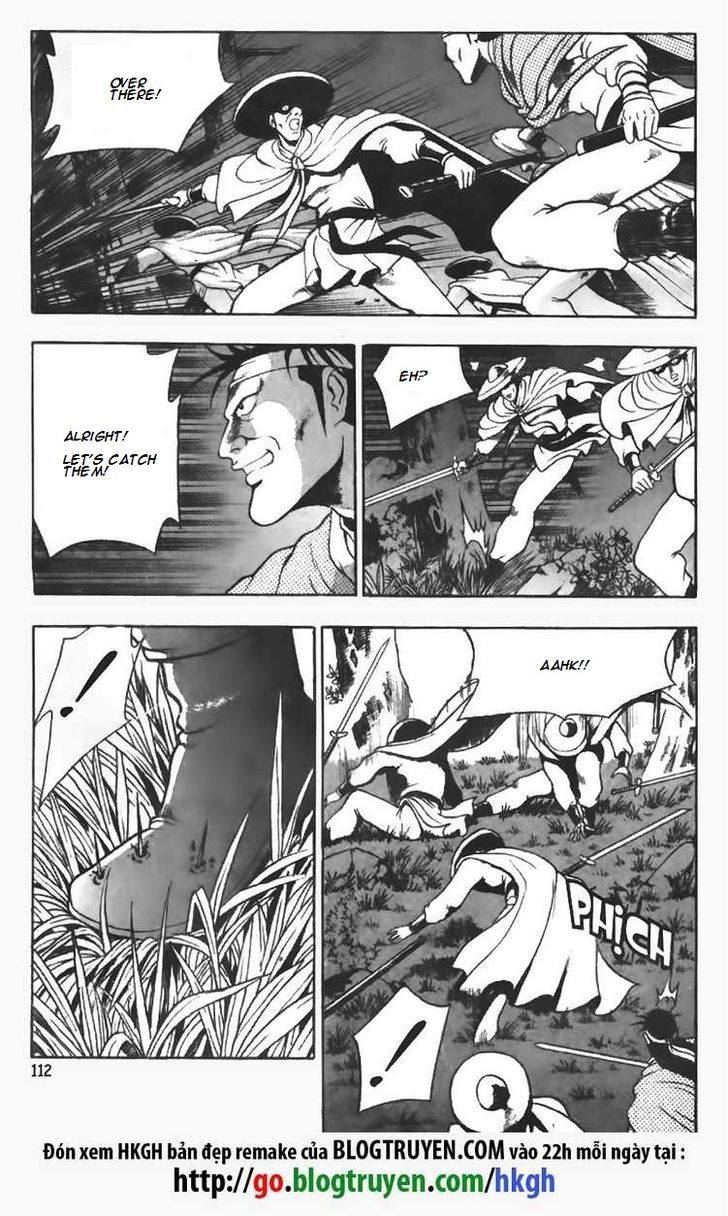 OVER
THERE!
ALRIGHT!
LET'S CATCH
THEM!
EH?
!
AAHK!!
PHỊCH
!
112
Đón xem HKGH bản đẹp remake của BLOGTRUYEN.COM vào 22h mỗi ngày tại :
http://go.blogtruyen.com/hkgh